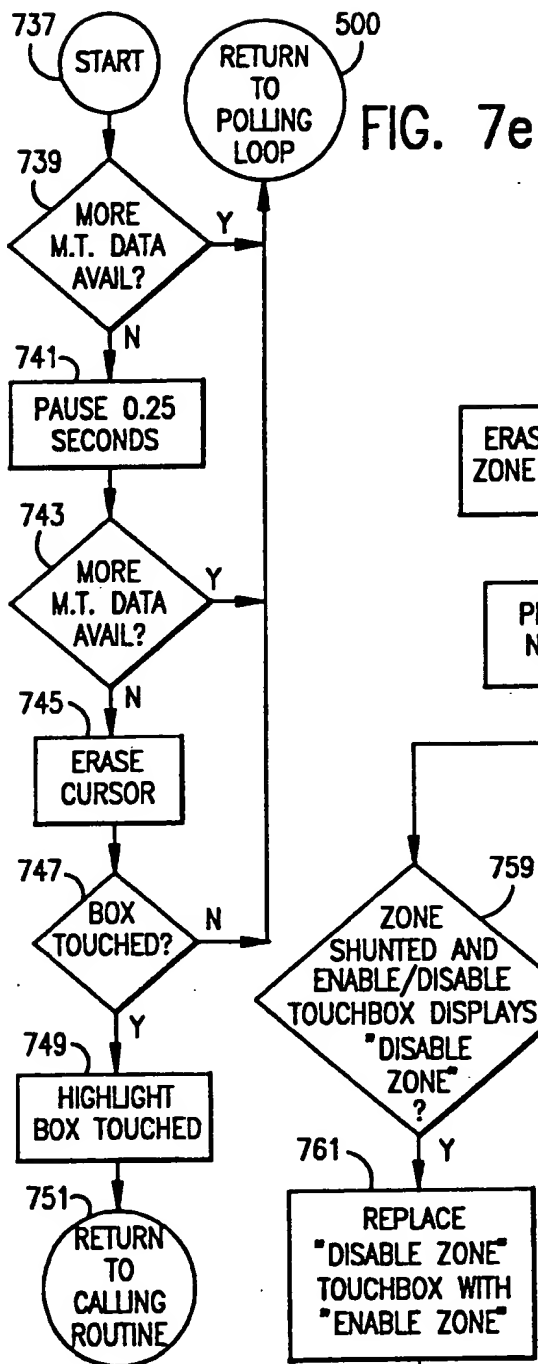 737
START
500
RETURN
TO
POLLING
LOOP
FIG. 7e
739
MORE
M.T. DATA
AVAIL?
Y
N
741
PAUSE 0.25
SECONDS
743
MORE
M.T. DATA
AVAIL?
Y
N
745
ERASE
CURSOR
747
BOX
TOUCHED?
N
Y
749
HIGHLIGHT
BOX TOUCHED
751
RETURN
TO
CALLING
ROUTINE
ERAS
ZONE
P
N
759
ZONE
SHUNTED AND
ENABLE/DISABLE
TOUCHBOX DISPLAYS
"DISABLE
ZONE"
?
Y
761
REPLACE
"DISABLE ZONE"
TOUCHBOX WITH
"ENABLE ZONE"